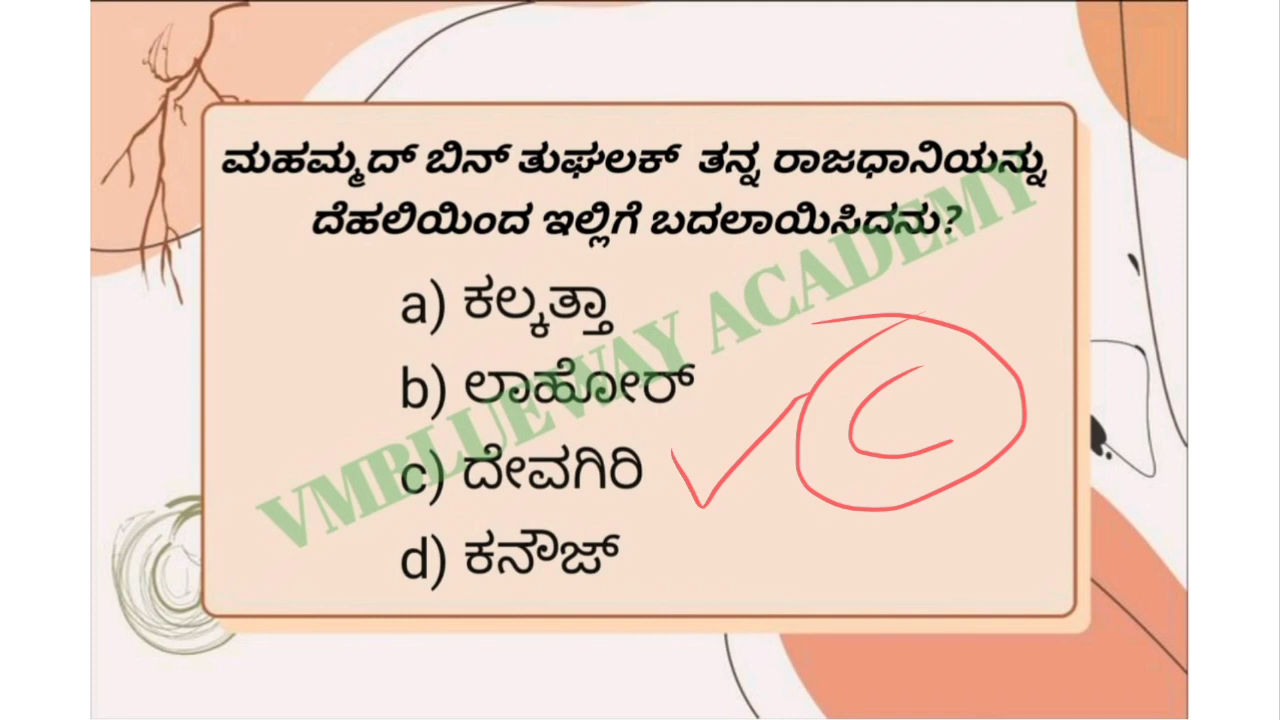 ಮಹಮ್ಮದ್ ಬಿನ್ ತುಘಲಕ್ ತನ್ನ ರಾಜಧಾನಿಯನ್ನು
ದೆಹಲಿಯಿಂದ ಇಲ್ಲಿಗೆ ಬದಲಾಯಿಸಿದನು?
a) ಕಲ್ಕತ್ತಾ
b) ಲಾಹೋರ್
c) ದೇವಗಿರಿ
d) ಕನೌಜ್
C
VMBLUEWAY ACADEMY